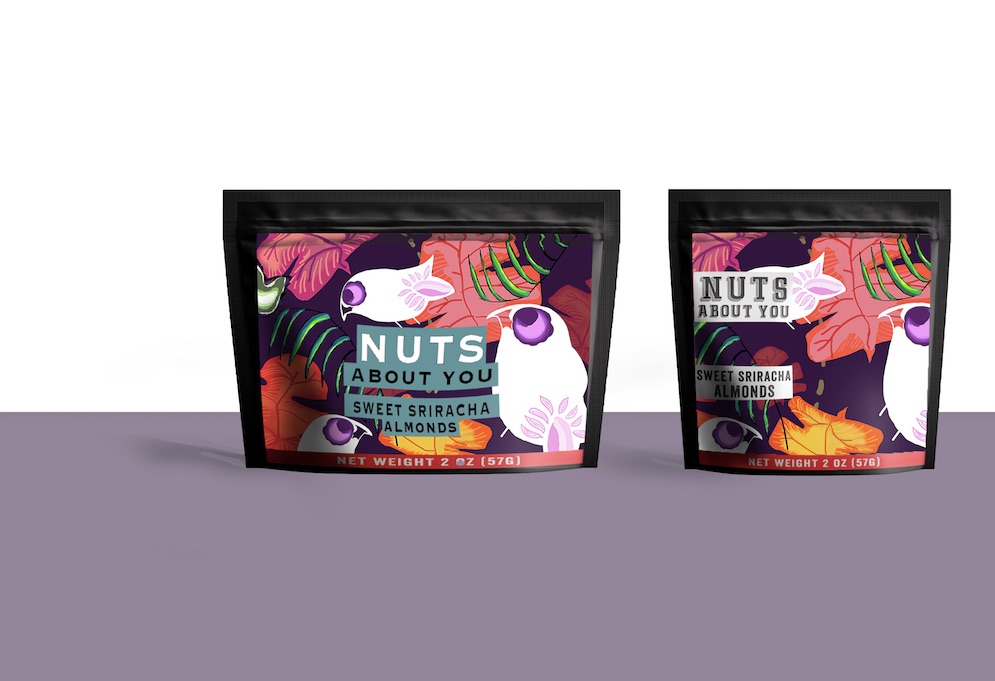 NUTS
ABOUT YOU
SWEET SRIRACHA
ALMONDS
NET WEIGHT 2 OZ (57G)
NUTS
ABOUT YOU
SWEET SRIRACHA
ALMONDS
NET WEIGHT 2 OZ (57G)